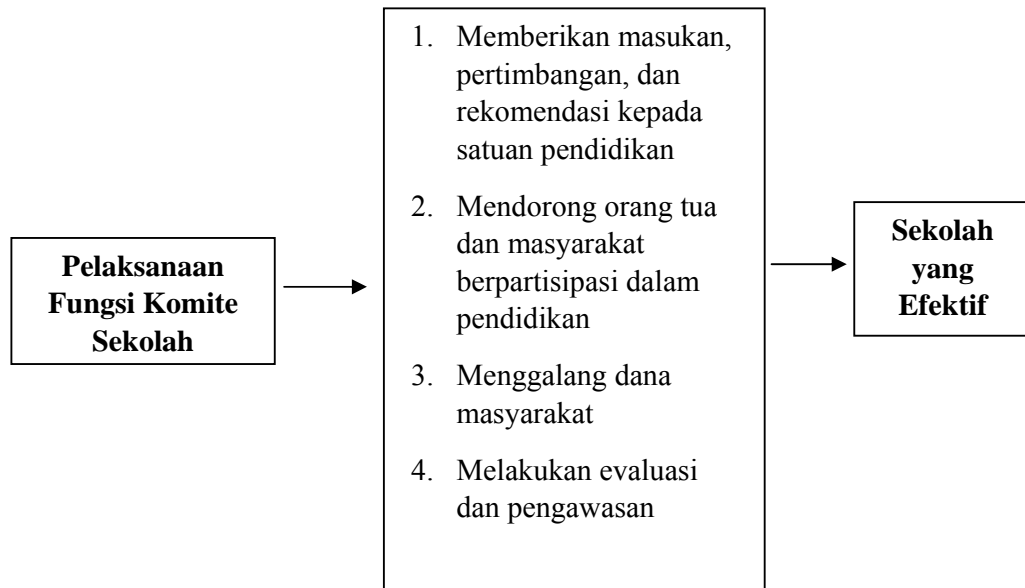 Pelaksanaan
Fungsi Komite
Sekolah
1. Memberikan masukan,
pertimbangan, dan
rekomendasi kepada
satuan pendidikan
2. Mendorong orang tua
dan masyarakat
berpartisipasi dalam
pendidikan
3. Menggalang dana
masyarakat
4. Melakukan evaluasi
dan pengawasan
Sekolah
yang
Efektif